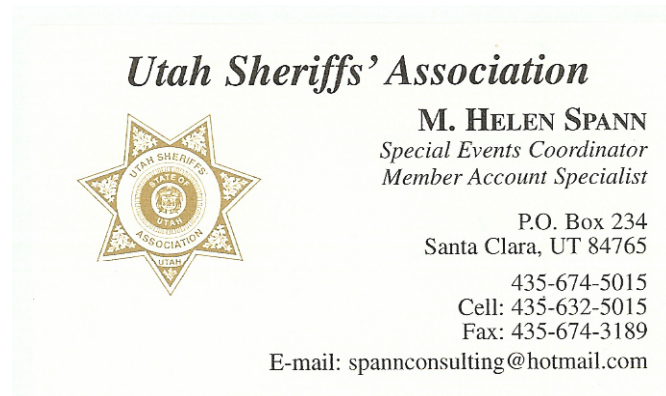 Utah Sheriffs' Association
M. HELEN SPANN
Special Events Coordinator
Member Account Specialist
UTAH SHERIFFS'
STATE OF
UTAH
ASSOCIATION
UTAH
P.O. Box 234
Santa Clara, UT 84765
435-674-5015
Cell: 435-632-5015
Fax: 435-674-3189
E-mail: spannconsulting@hotmail.com